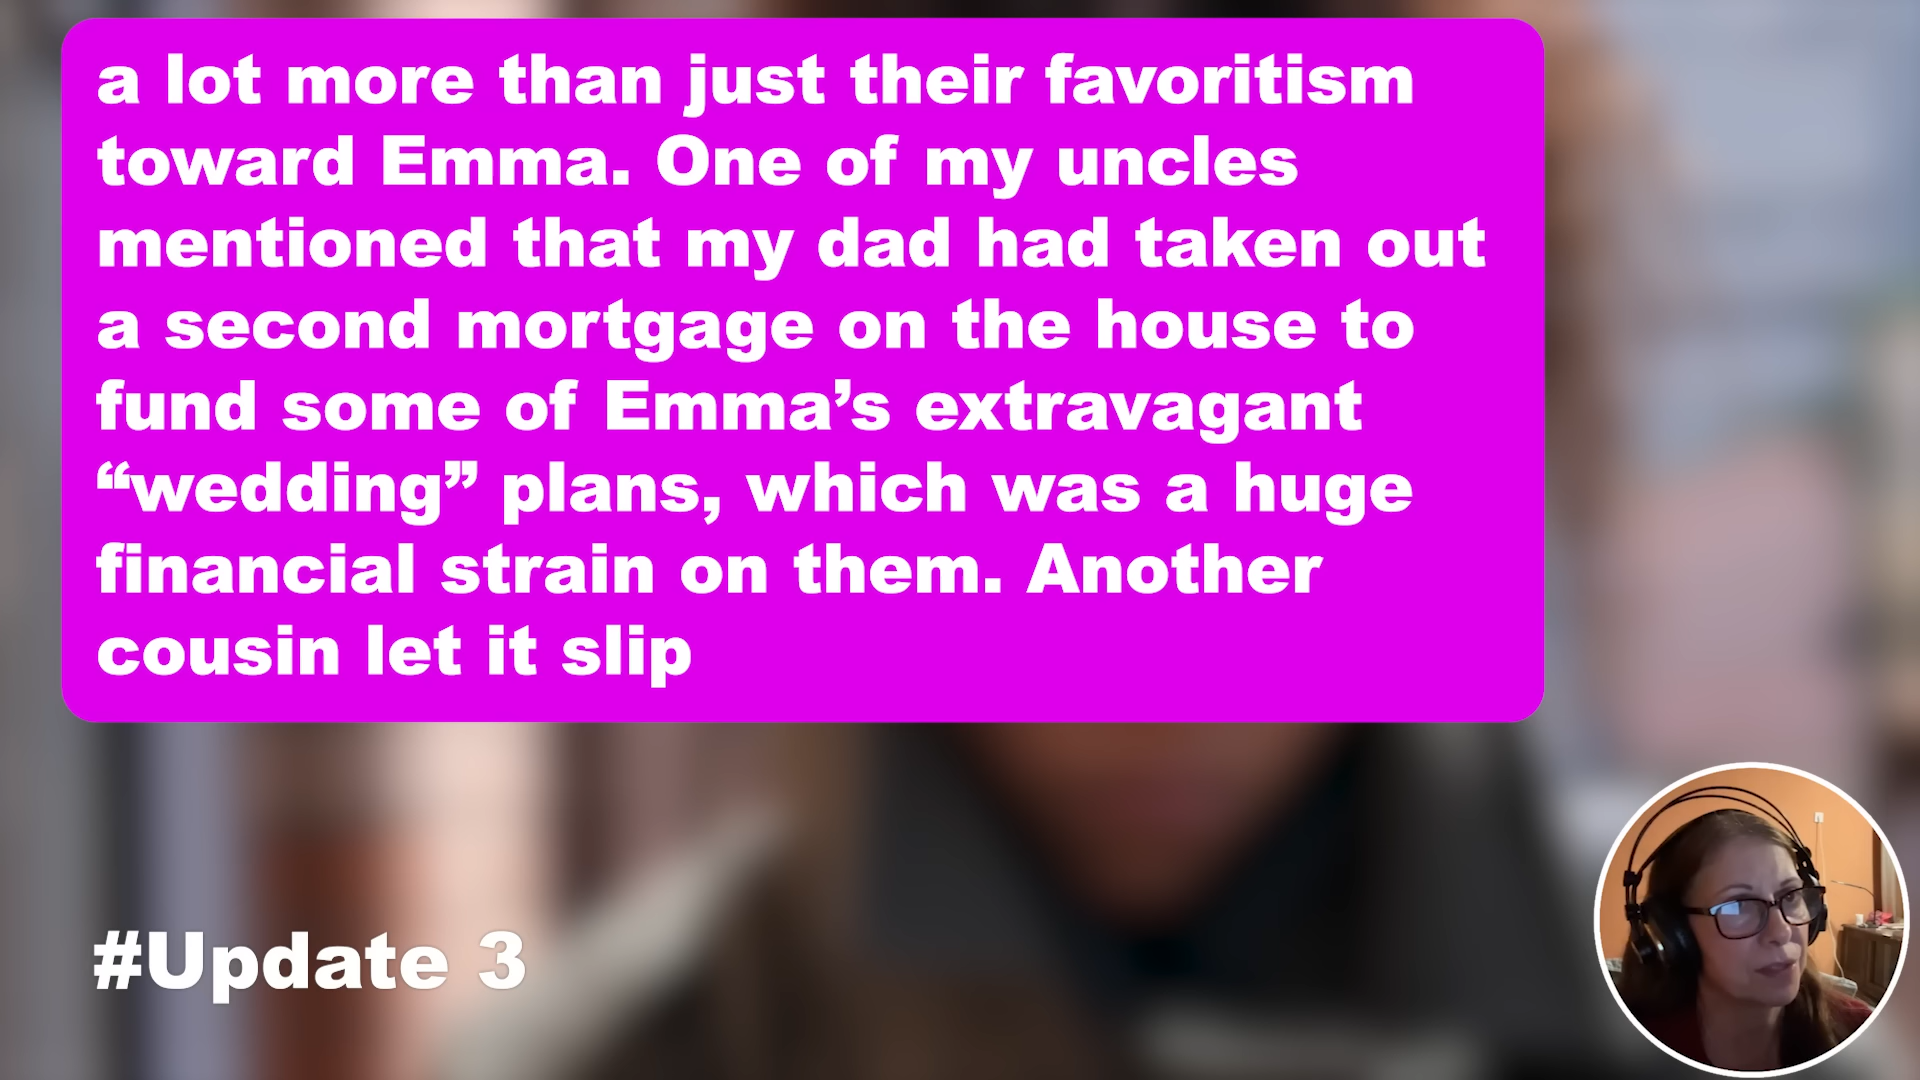 a lot more than just their favoritism
toward Emma. One of my uncles
mentioned that my dad had taken out
a second mortgage on the house to
fund some of Emma’s extravagant
“wedding” plans, which was a huge
financial strain on them. Another
cousin let it slip
#Update 3